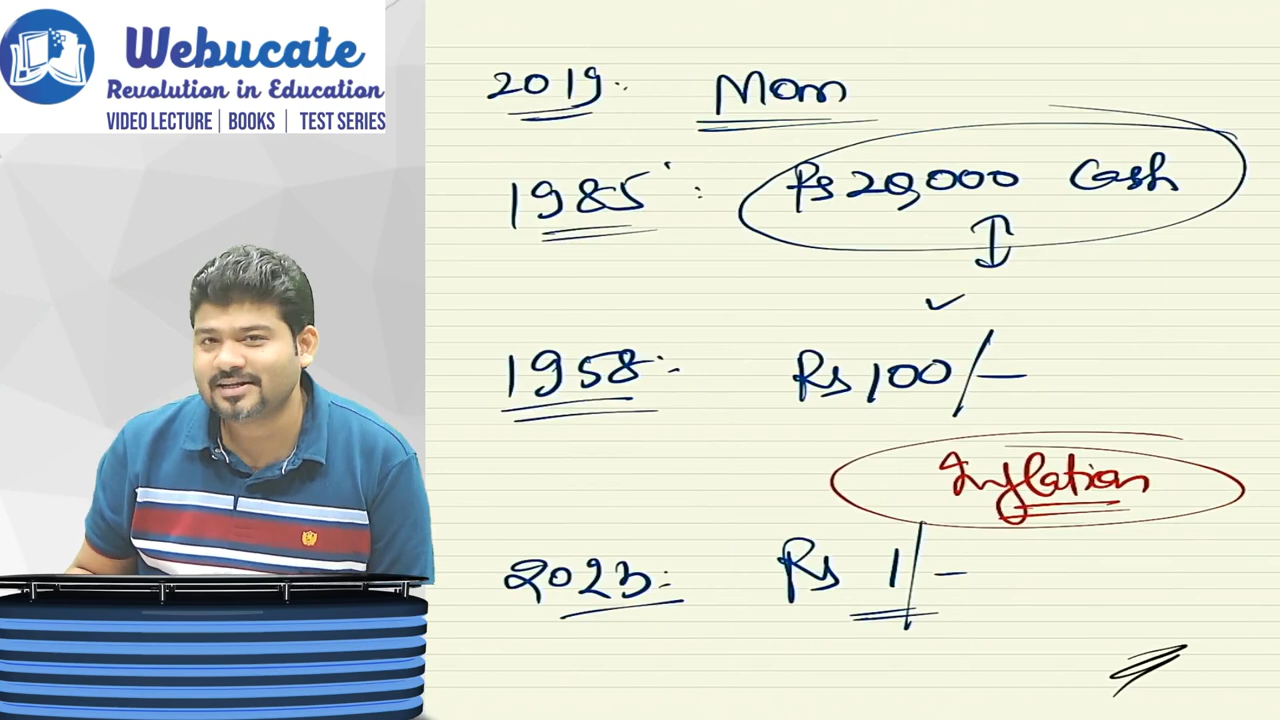 Webucate
Revolution in Education
VIDEO LECTURE | BOOKS | TEST SERIES
2019: Mom
1985: Rs 20,000 Cash
1958: Rs 100/-
Inflation
2023: Rs 1/-